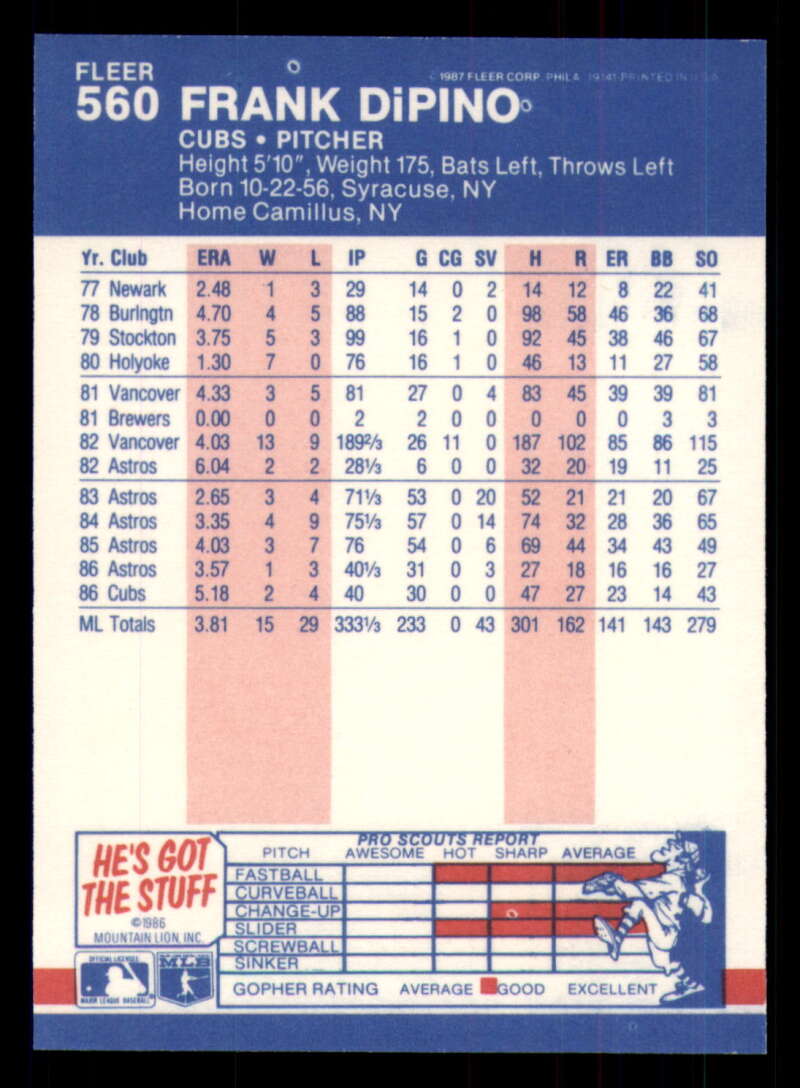 FLEER
©1987 FLEER CORP. PHILA. 19141-PRINTED IN U.S.A.
560 FRANK DiPINO
CUBS • PITCHER
Height 5'10", Weight 175, Bats Left, Throws Left
Born 10-22-56, Syracuse, NY
Home Camillus, NY
Yr. Club ERA W L IP G CG SV H R ER BB SO
77 Newark 2.48 1 3 29 14 0 2 14 12 8 22 41
78 Burlngtn 4.70 4 5 88 15 2 0 98 58 46 36 68
79 Stockton 3.75 5 3 99 16 1 0 92 45 38 46 67
80 Holyoke 1.30 7 0 76 16 1 0 46 13 11 27 58
81 Vancover 4.33 3 5 81 27 0 4 83 45 39 39 81
81 Brewers 0.00 0 0 2 2 0 0 0 0 0 3 3
82 Vancover 4.03 13 9 189⅔ 26 11 0 187 102 85 86 115
82 Astros 6.04 2 2 28⅓ 6 0 0 32 20 19 11 25
83 Astros 2.65 3 4 71⅓ 53 0 20 52 21 21 20 67
84 Astros 3.35 4 9 75⅓ 57 0 14 74 32 28 36 65
85 Astros 4.03 3 7 76 54 0 6 69 44 34 43 49
86 Astros 3.57 1 3 40⅓ 31 0 3 27 18 16 16 27
86 Cubs 5.18 2 4 40 30 0 0 47 27 23 14 43
ML Totals 3.81 15 29 333⅓ 233 0 43 301 162 141 143 279
HE'S GOT
THE STUFF
©1986
MOUNTAIN LION, INC.
OFFICIAL LICENSEE
MAJOR LEAGUE BASEBALL
MLB
PRO SCOUTS REPORT
PITCH AWESOME HOT SHARP AVERAGE
FASTBALL
CURVEBALL
CHANGE-UP
SLIDER
SCREWBALL
SINKER
GOPHER RATING AVERAGE GOOD EXCELLENT